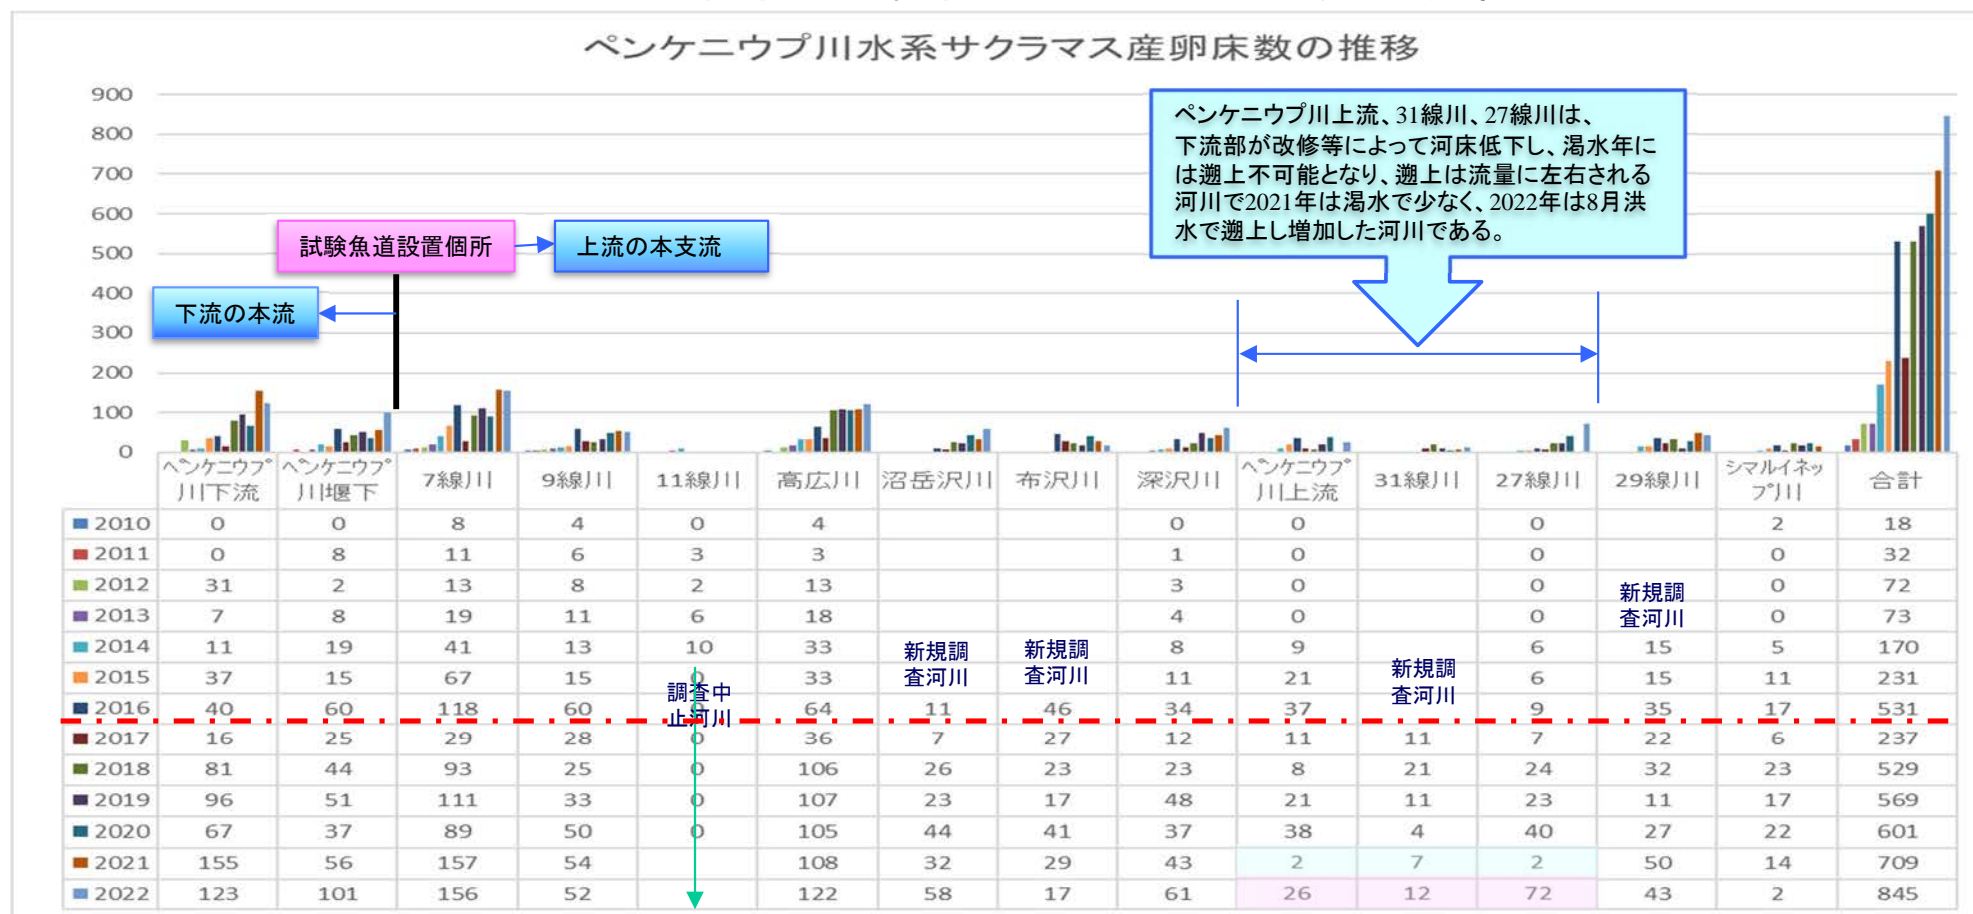 ペンケニウプ川水系サクラマス産卵床数の推移
900
800
700
600
500
400
300
200
100
0
ペンケニウプ川上流、31線川、27線川は、
下流部が改修等によって河床低下し、渇水年に
は遡上不可能となり、遡上は流量に左右される
河川で2021年は渇水で少なく、2022年は8月洪
水で遡上し増加した河川である。
試験魚道設置個所
上流の本支流
下流の本流
ペンケニウプ川下流 ペンケニウプ川堰下 7線川 9線川 11線川 高広川 沼岳沢川 布沢川 深沢川 ペンケニウプ川上流 31線川 27線川 29線川 シマルイネップ川 合計
2010 0 0 8 4 0 4 0 0 0 2 18
2011 0 8 11 6 3 3 1 0 0 0 32
2012 31 2 13 8 2 13 3 0 0 0 72
2013 7 8 19 11 6 18 4 0 0 0 73
新規調
査河川
2014 11 19 41 13 10 33 8 9 6 15 5 170
新規調
査河川
新規調
査河川
新規調
査河川
2015 37 15 67 15 0 33 11 21 6 15 11 231
調査中
止河川
2016 40 60 118 60 0 64 11 46 34 37 9 35 17 531
2017 16 25 29 28 0 36 7 27 12 11 11 7 22 6 237
2018 81 44 93 25 0 106 26 23 23 8 21 24 32 23 529
2019 96 51 111 33 0 107 23 17 48 21 11 23 11 17 569
2020 67 37 89 50 0 105 44 41 37 38 4 40 27 22 601
2021 155 56 157 54 108 32 29 43 2 7 2 50 14 709
2022 123 101 156 52 122 58 17 61 26 12 72 43 2 845